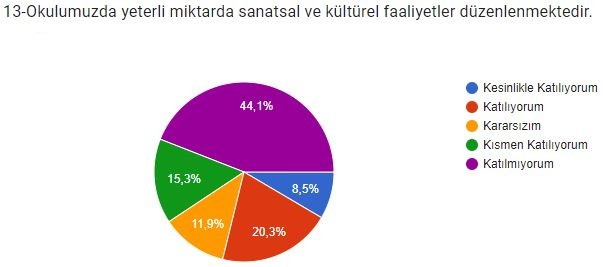 13-Okulumuzda yeterli miktarda sanatsal ve kültürel faaliyetler düzenlenmektedir.
44,1%
15,3%
11,9%
20,3%
8,5%
Kesinlikle Katılıyorum
Katılıyorum
Kararsızım
Kısmen Katılıyorum
Katılmıyorum